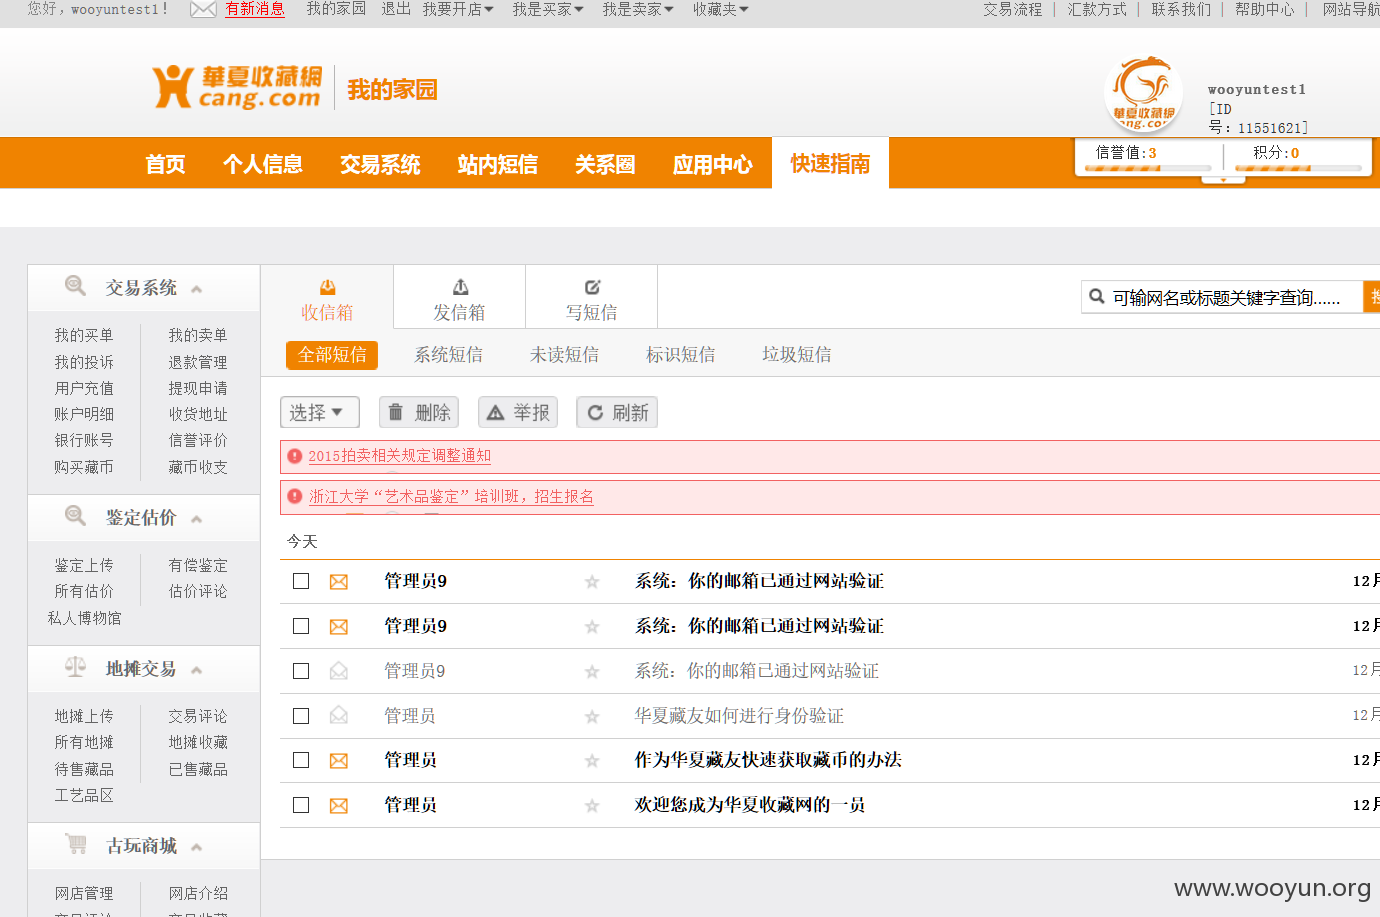 您好，wooyuntest1！ 有新消息 我的家园 退出 我要开店 我是买家 我是卖家 收藏夹 交易流程 | 汇款方式 | 联系我们 | 帮助中心 | 网站导航
華夏收藏網 cang.com 我的家园
華夏收藏網
wooyuntest1
[ID
号：11551621]
首页 个人信息 交易系统 站内短信 关系圈 应用中心 快速指南
信誉值:3 积分:0
交易系统
我的买单 我的卖单
我的投诉 退款管理
用户充值 提现申请
账户明细 收货地址
银行账号 信誉评价
购买藏币 藏币收支
鉴定估价
鉴定上传 有偿鉴定
所有估价 估价评论
私人博物馆
地摊交易
地摊上传 交易评论
所有地摊 地摊收藏
待售藏品 已售藏品
工艺品区
古玩商城
网店管理 网店介绍
收信箱 发信箱 写短信
可输网名或标题关键字查询......
全部短信 系统短信 未读短信 标识短信 垃圾短信
选择 删除 举报 刷新
2015拍卖相关规定调整通知
浙江大学“艺术品鉴定”培训班，招生报名
今天
管理员9 系统：你的邮箱已通过网站验证 12月
管理员9 系统：你的邮箱已通过网站验证 12月
管理员9 系统：你的邮箱已通过网站验证 12月
管理员 华夏藏友如何进行身份验证 12月
管理员 作为华夏藏友快速获取藏币的办法 12月
管理员 欢迎您成为华夏收藏网的一员 12月
www.wooyun.org